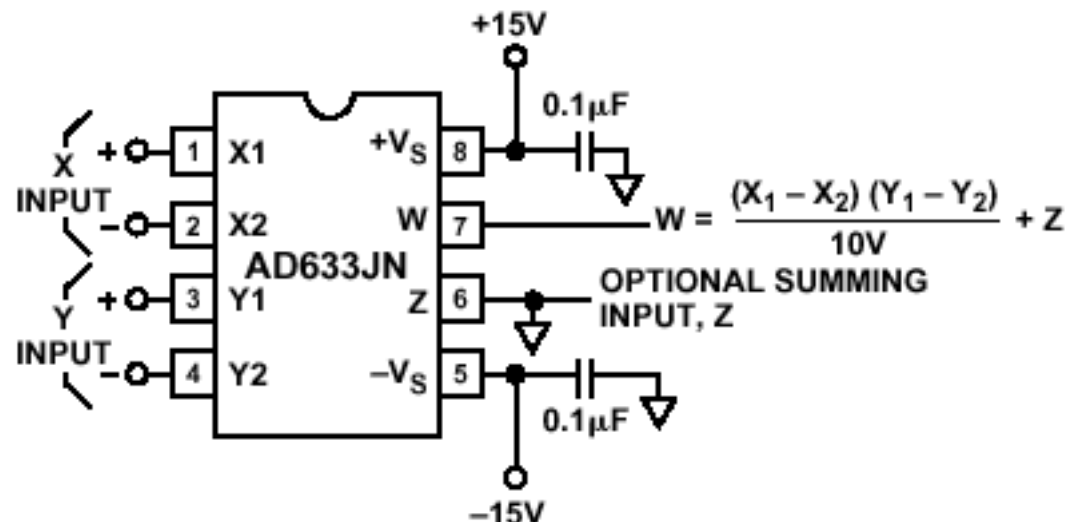 +15V
0.1µF
+ 1 X1 +VS 8
X
INPUT
– 2 X2 W 7 W = (X1 – X2) (Y1 – Y2) / 10V + Z
AD633JN
+ 3 Y1 Z 6 OPTIONAL SUMMING
INPUT, Z
Y
INPUT
– 4 Y2 –VS 5
0.1µF
–15V